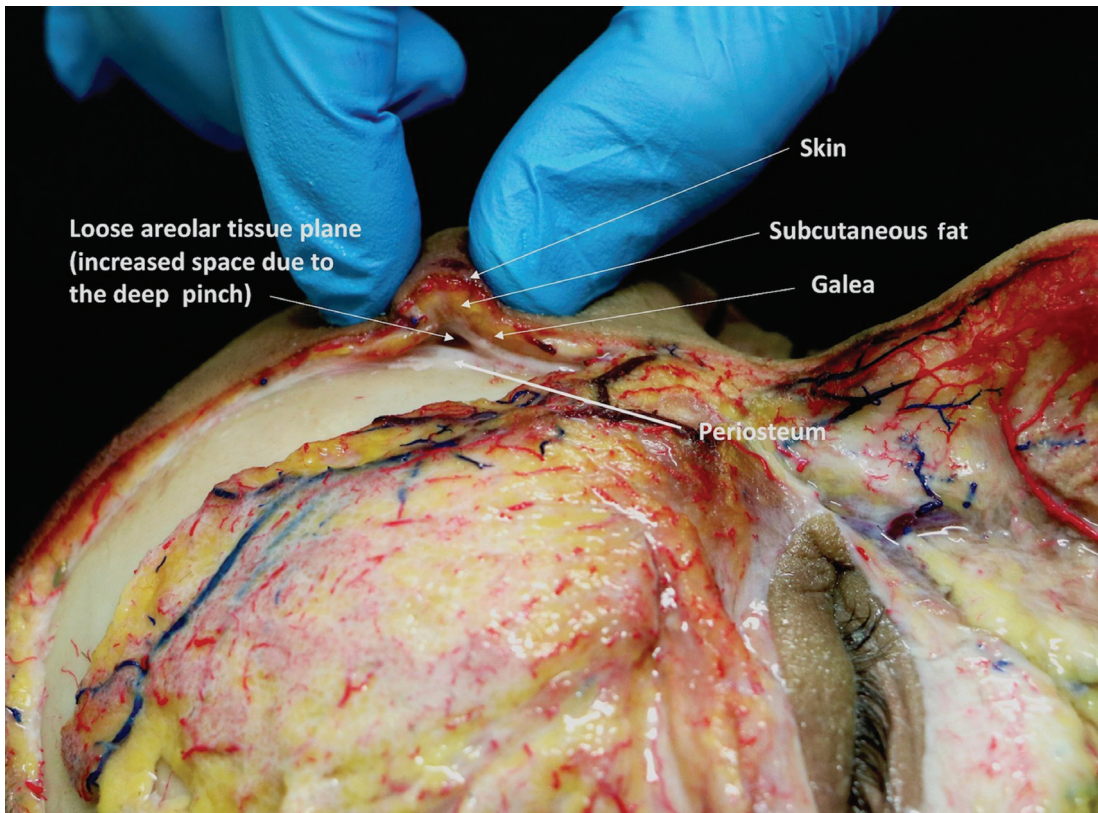 Skin
Loose areolar tissue plane
(increased space due to
the deep pinch)
Subcutaneous fat
Galea
Periosteum